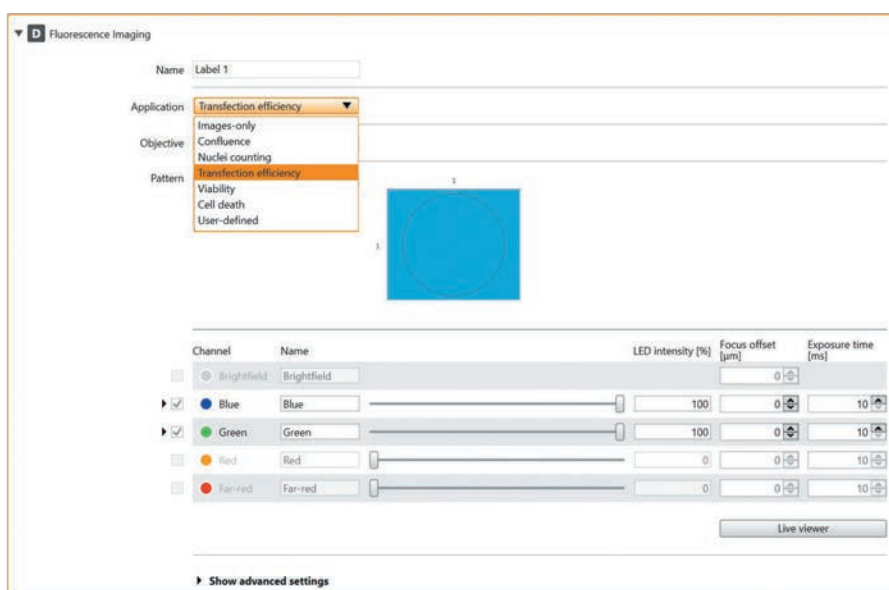 D Fluorescence Imaging
Name Label 1
Application Transfection efficiency
Images-only
Objective Confluence
Nuclei counting
Pattern Transfection efficiency
Viability
Cell death
User-defined
1
1
Channel Name LED intensity [%] Focus offset [µm] Exposure time [ms]
Brightfield Brightfield 0
Blue Blue 100 0 10
Green Green 100 0 10
Red Red 0 0 10
Far-red Far-red 0 0 10
Live viewer
Show advanced settings